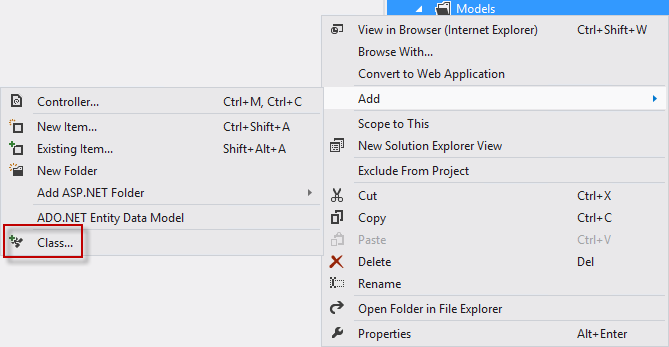 Models
View in Browser (Internet Explorer) Ctrl+Shift+W
Browse With...
Convert to Web Application
Add
Scope to This
New Solution Explorer View
Exclude From Project
Cut Ctrl+X
Copy Ctrl+C
Paste Ctrl+V
Delete Del
Rename
Open Folder in File Explorer
Properties Alt+Enter
Controller... Ctrl+M, Ctrl+C
New Item... Ctrl+Shift+A
Existing Item... Shift+Alt+A
New Folder
Add ASP.NET Folder
ADO.NET Entity Data Model
Class...